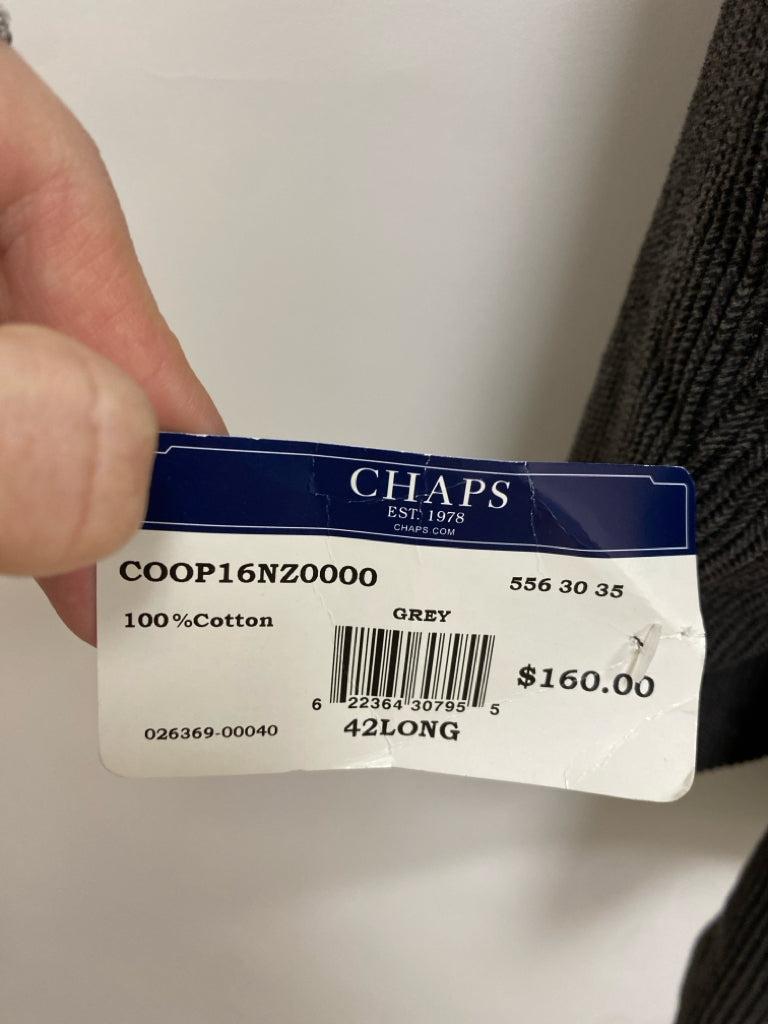 CHAPS
EST. 1978
CHAPS.COM
COOP16NZ0000
556 30 35
100%Cotton
GREY
$160.00
6 22364 30795 5
026369-00040
42LONG